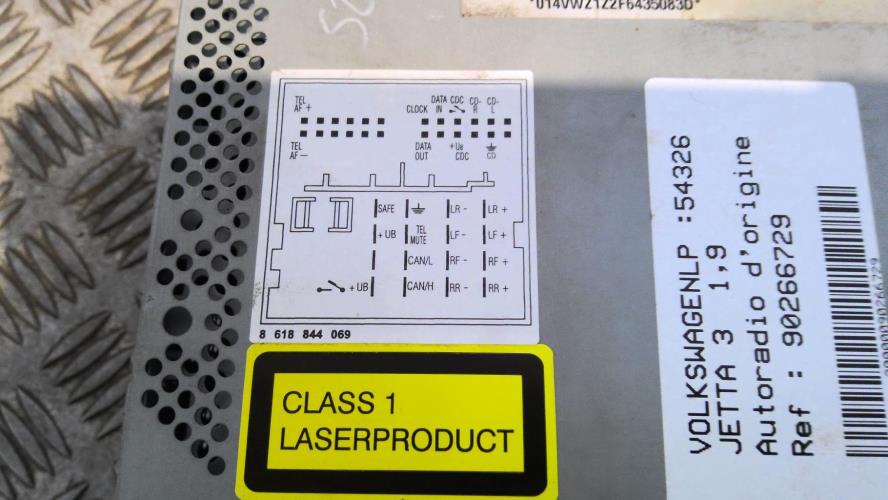 *014VWZ1Z2F6435083D*
TEL AF +
CLOCK DATA IN CDC CD- R CD- L
TEL AF -
DATA OUT +UB CDC CD
SAFE LR - LR +
+ UB TEL MUTE LF - LF +
CAN/L RF - RF +
+UB CAN/H RR - RR +
8 618 844 069
CLASS 1
LASERPRODUCT
VOLKSWAGENLP :54326
JETTA 3 1,9
Autoradio d'origine
Ref : 90266729